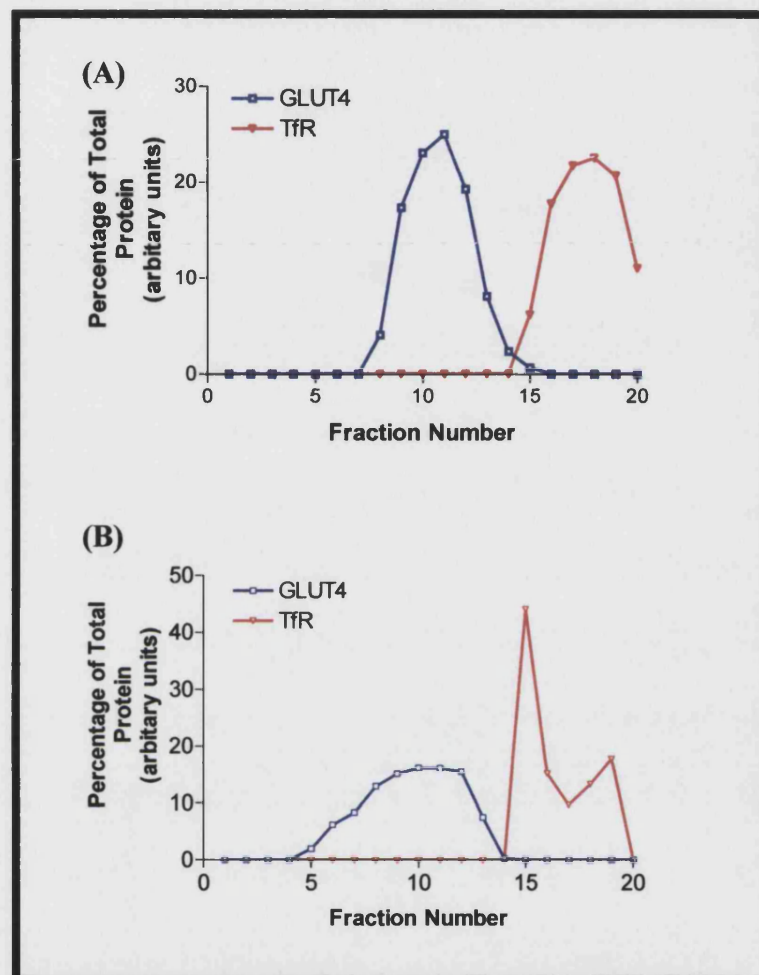 (A)
GLUT4
TfR
Percentage of Total
Protein
(arbitary units)
30
20
10
0
0 5 10 15 20
Fraction Number
(B)
GLUT4
TfR
Percentage of Total
Protein
(arbitary units)
50
40
30
20
10
0
0 5 10 15 20
Fraction Number